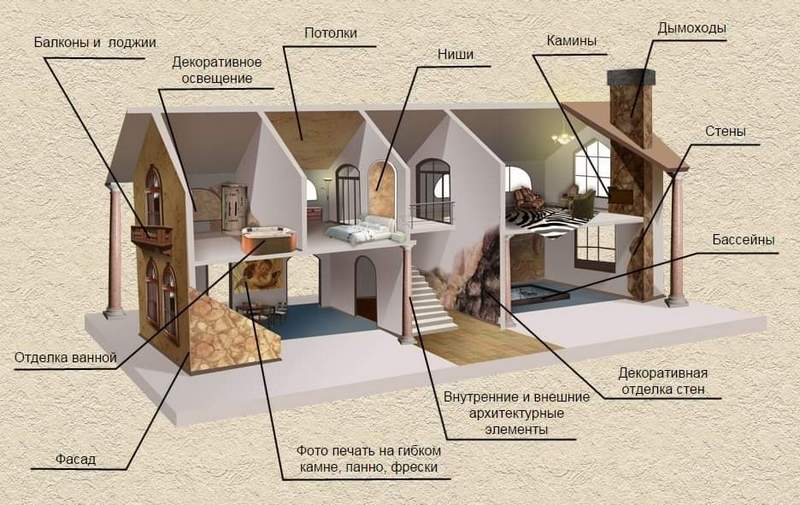 Балконы и лоджии
Декоративное
освещение
Потолки
Ниши
Камины
Дымоходы
Стены
Бассейны
Отделка ванной
Фасад
Фото печать на гибком
камне, панно, фрески
Внутренние и внешние
архитектурные
элементы
Декоративная
отделка стен